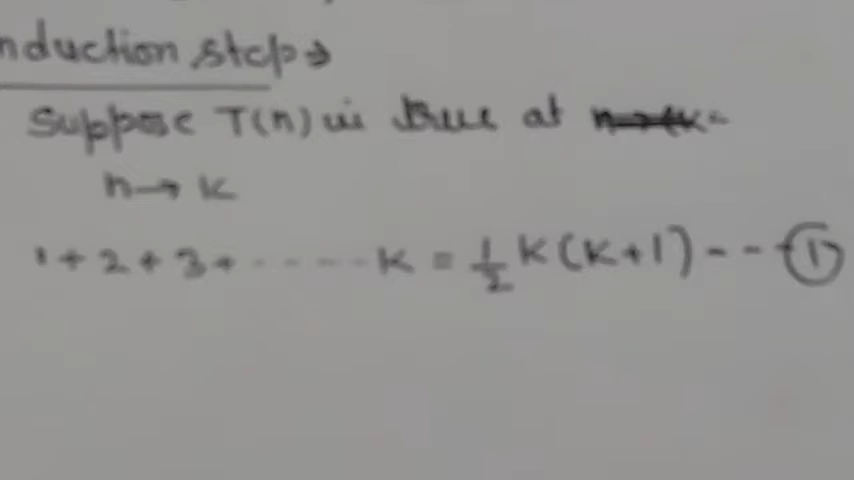 nduction step →
Suppose T(n) is true at
n → k
1 + 2 + 3 + ...... k = 1/2 k(k+1) --- ①